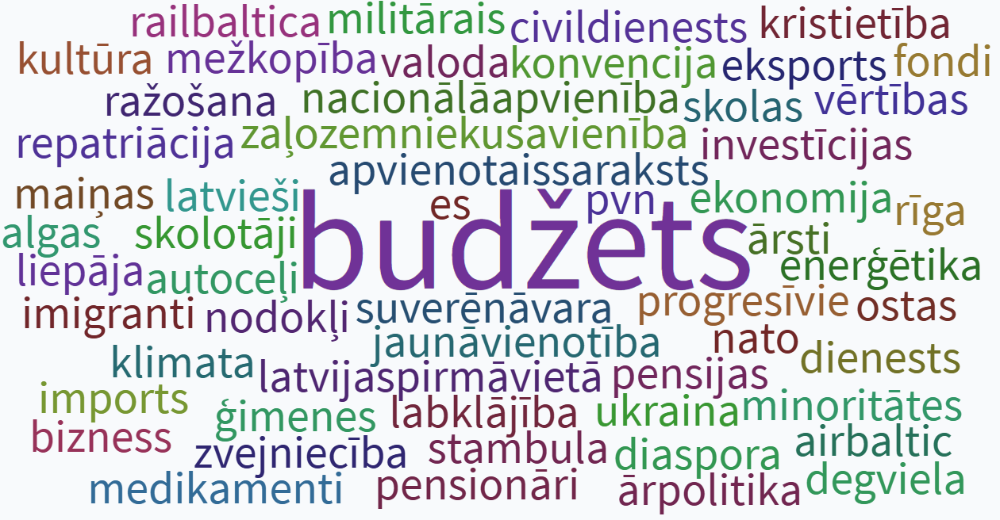 railbaltica militārais civildienests kristietība
kultūra mežkopība valoda konvencija eksports fondi
ražošana nacionālāapvienība skolas vērtības
repatriācija zaļozemniekusavienība investīcijas
apvienotaissaraksts
maiņas latvieši es pvn ekonomija rīga
algas skolotāji budžets ārsti
liepāja autoceļi enerģētika
imigranti nodokļi suverēnāvara progresīvie ostas
jaunāvienotība nato
klimata latvijaspirmāvietā pensijas dienests
imports ģimenes labklājība ukraina minoritātes
bizness zvejniecība stambula diaspora airbaltic
medikamenti pensionāri ārpolitika degviela